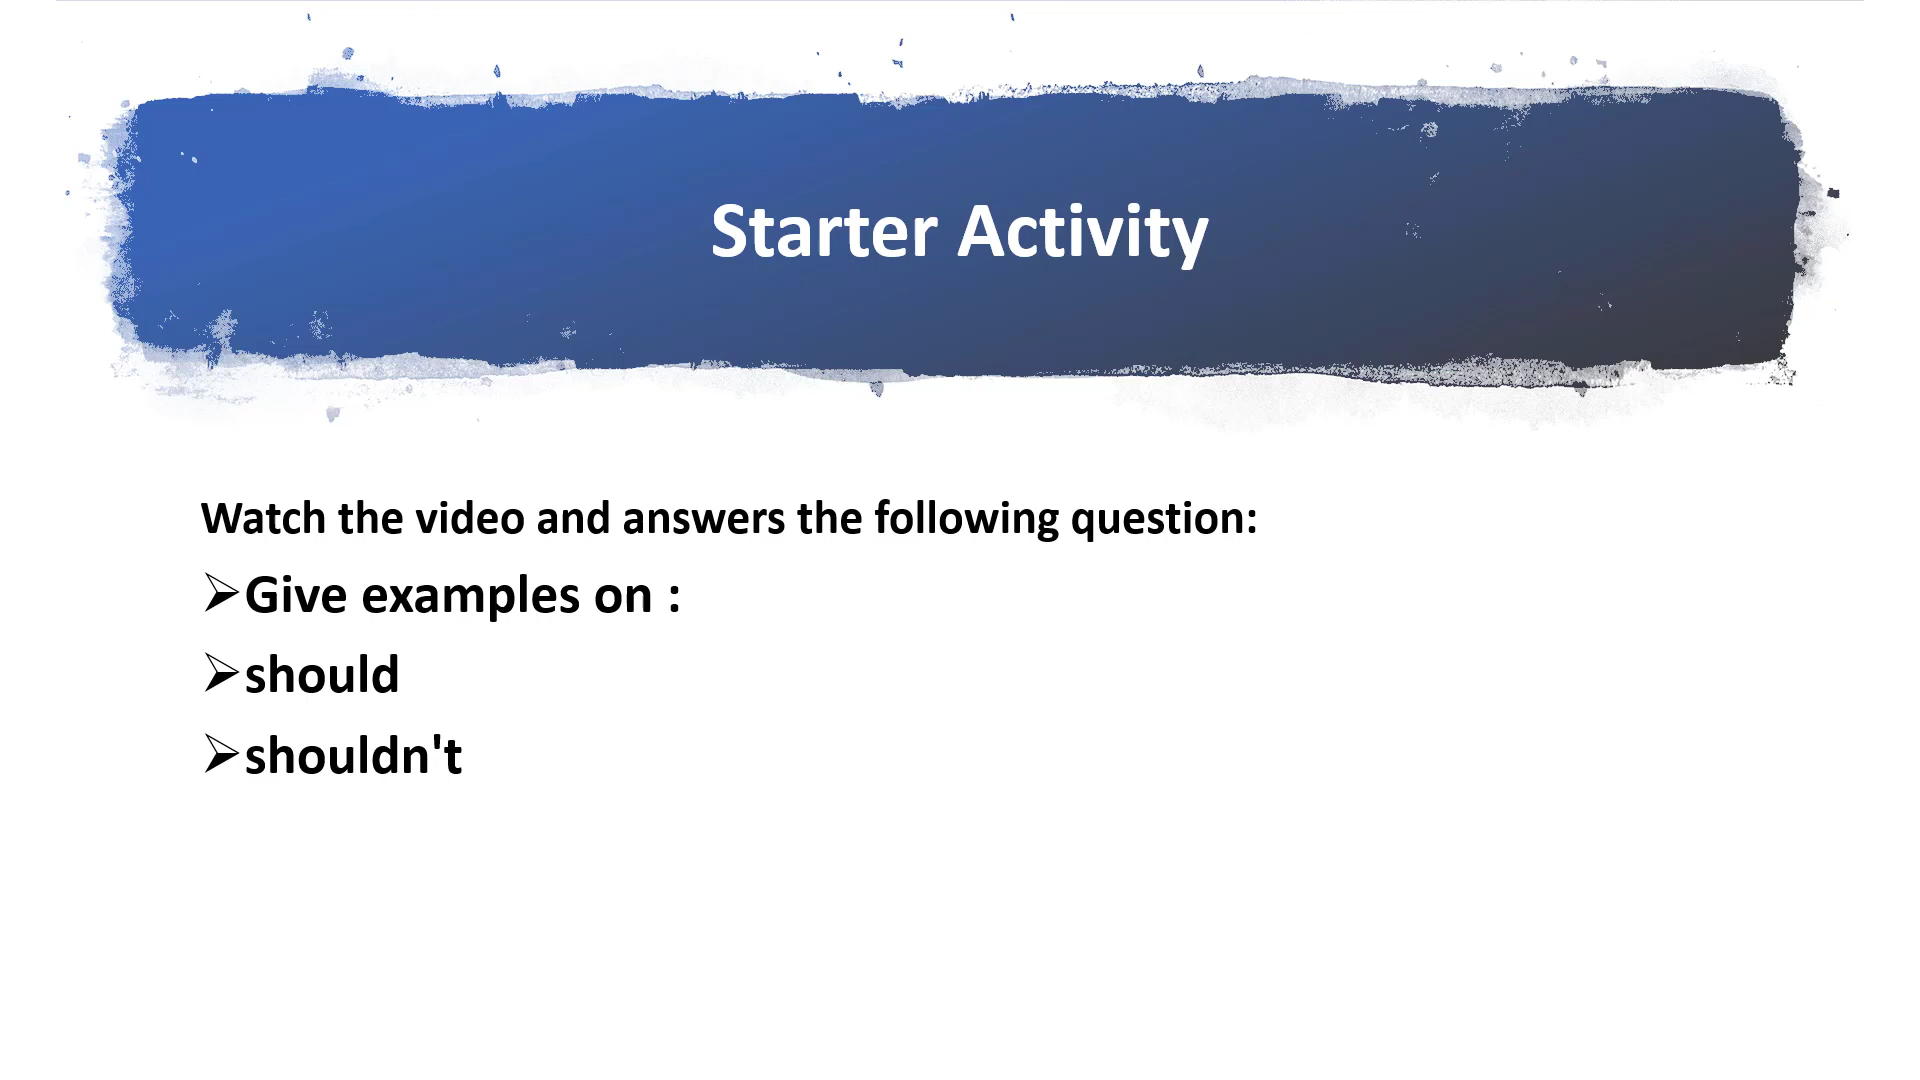 Starter Activity
Watch the video and answers the following question:
➢Give examples on :
➢should
➢shouldn't